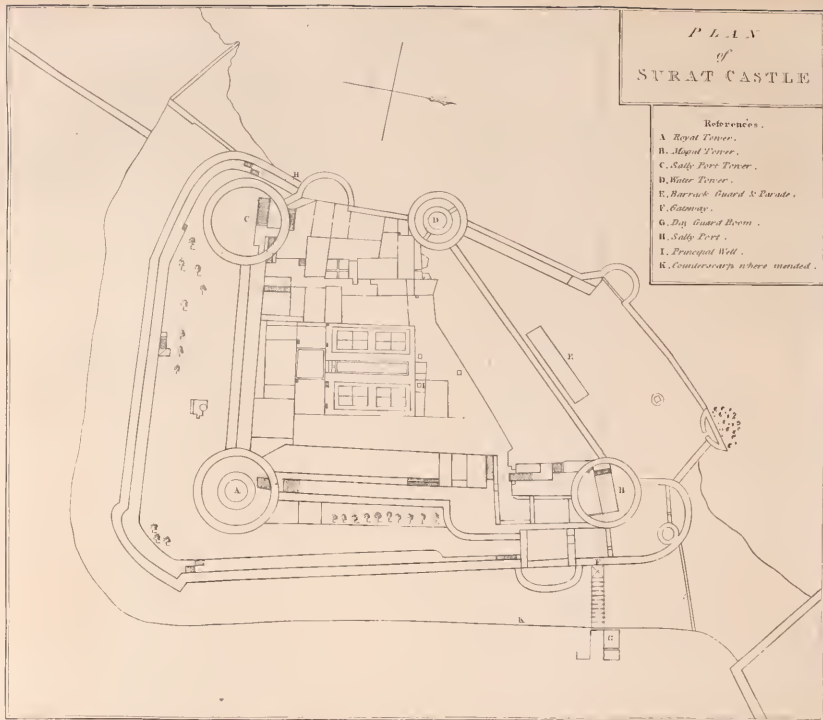 PLAN
of
SURAT CASTLE
References.
A Royal Tower.
B. Mogul Tower.
C. Sally Port Tower.
D. Water Tower.
E. Barrack Guard & Parade.
F. Gateway.
G. Day Guard Room.
H. Sally Port.
I. Principal Well.
K. Counterscarp where mended.
H
C
D
E
I
A
B
F
k
G